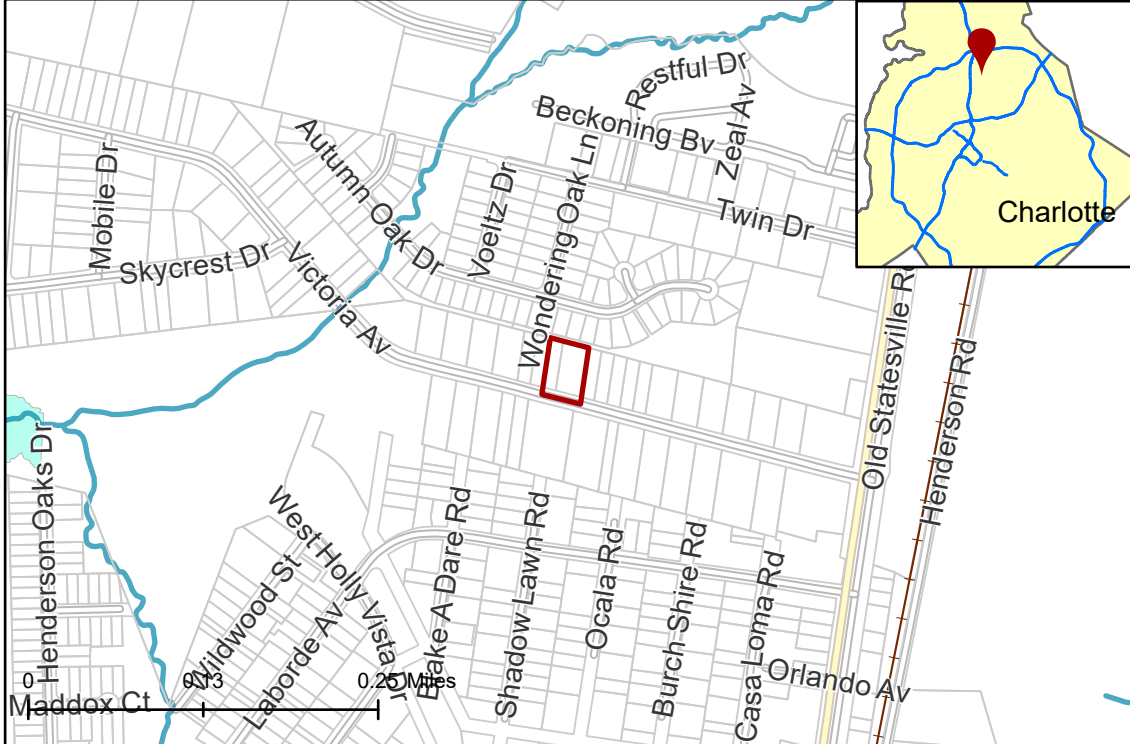 Restful Dr
Beckoning Bv
Zeal Av
Autumn Oak Dr
Mobile Dr
Voeltz Dr
Wondering Oak Ln
Twin Dr
Charlotte
Skycrest Dr
Victoria Av
Old Statesville Rd
Henderson Rd
Henderson Oaks Dr
West Holly Vista Dr
Bake A Dare Rd
Shadow Lawn Rd
Ocala Rd
Burch Shire Rd
Casa Loma Rd
Wildwood St
Laborde Av
Orlando Av
0
0.13
0.25 Miles
Maddox Ct